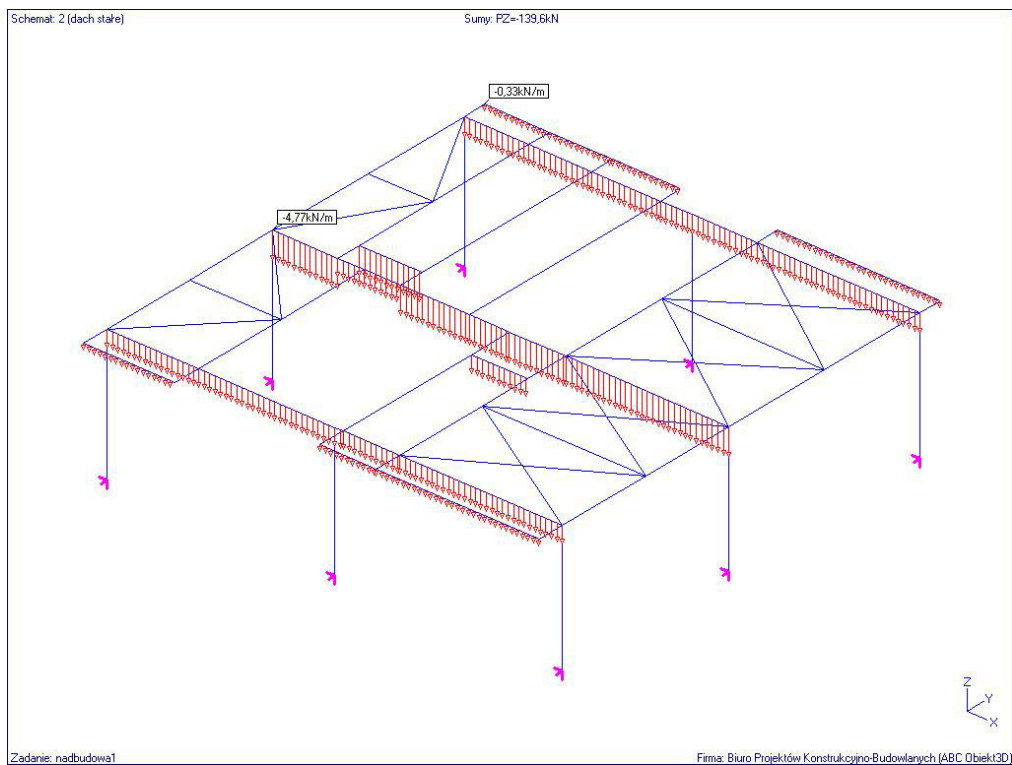 Schemat: 2 (dach stałe)
Sumy: PZ=-139,6kN
-0,33kN/m
-4,77kN/m
Z
Y
X
Zadanie: nadbudowa1
Firma: Biuro Projektów Konstrukcyjno-Budowlanych (ABC Obiekt3D)